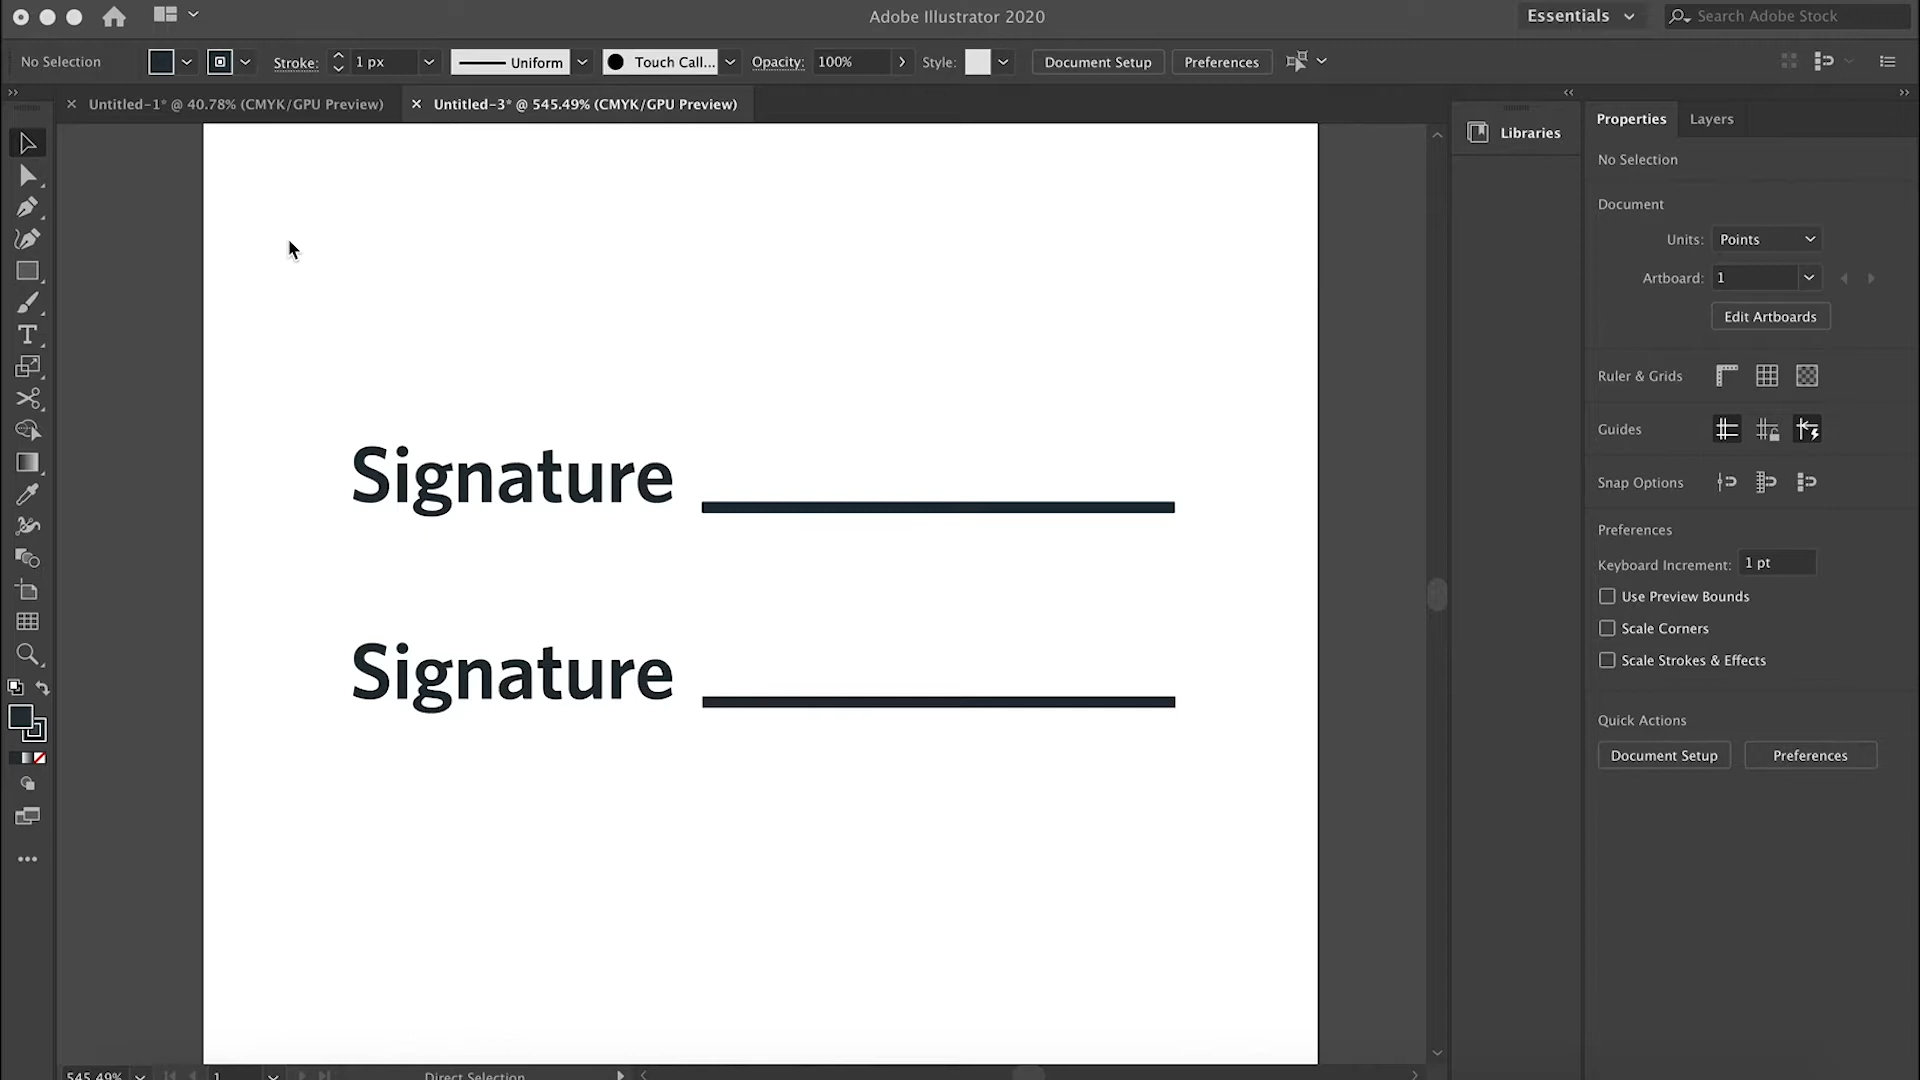 Adobe Illustrator 2020
Essentials
Search Adobe Stock
No Selection
Stroke:
1 px
Uniform
Touch Call...
Opacity:
100%
Style:
Document Setup
Preferences
Untitled-1* @ 40.78% (CMYK/GPU Preview)
Untitled-3* @ 545.49% (CMYK/GPU Preview)
Signature
Signature
Libraries
Properties
Layers
No Selection
Document
Units:
Points
Artboard:
1
Edit Artboards
Ruler & Grids
Guides
Snap Options
Preferences
Keyboard Increment:
1 pt
Use Preview Bounds
Scale Corners
Scale Strokes & Effects
Quick Actions
Document Setup
Preferences
545.49%
1
Direct Selection